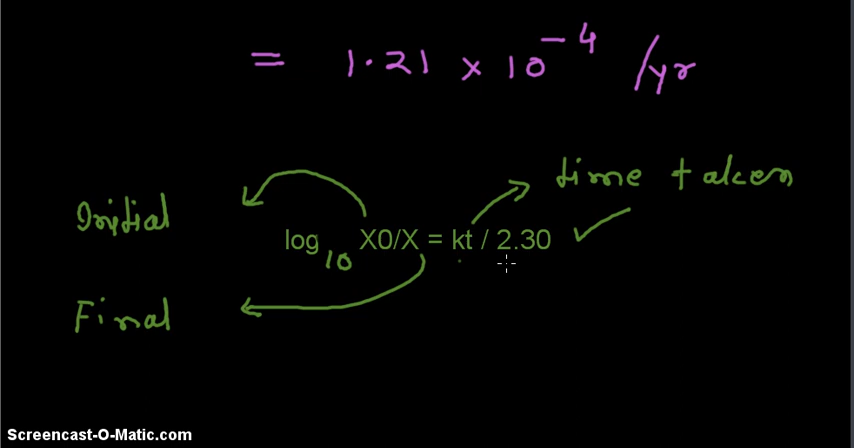 = 1.21 x 10⁻⁴ /yr
time taken
Initial
log₁₀ X0/X = kt / 2.30
Final
Screencast-O-Matic.com